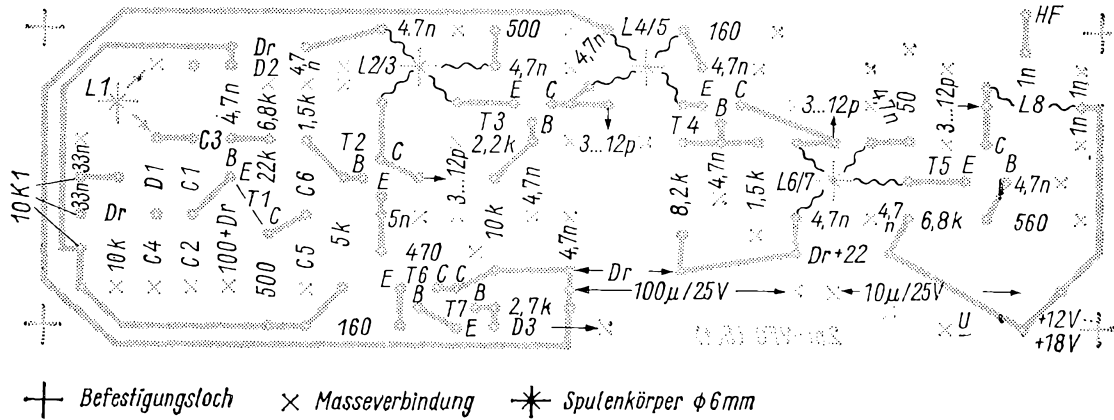 4,7n 500 L4/5 160 HF
Dr L2/3 4,7n 4,7n 4,7n
D2 4,7n 1n 1n
L1 E C E C 3...12p 50 3...12p L8
4,7n 6,8k 1,5k T3 B T4 B 1n
C3 T2 2,2k 3...12p C
33n B E 22k C6 C 3...12p 4,7n 8,2k 4,7n 1,5k L6/7 T5 E B 4,7n
10K1 33n D1 C1 T1 E
Dr C 5n 10k 4,7n 4,7n 4,7n 6,8k 560
10k C4 C2 100+Dr 500 C5 5k 470 Dr+22
E T6 C C Dr
B T7 B 2,7k 100µ/25V 10µ/25V
160 E D3 U +12V
+18V
Befestigungsloch Masseverbindung Spulenkörper ϕ 6mm